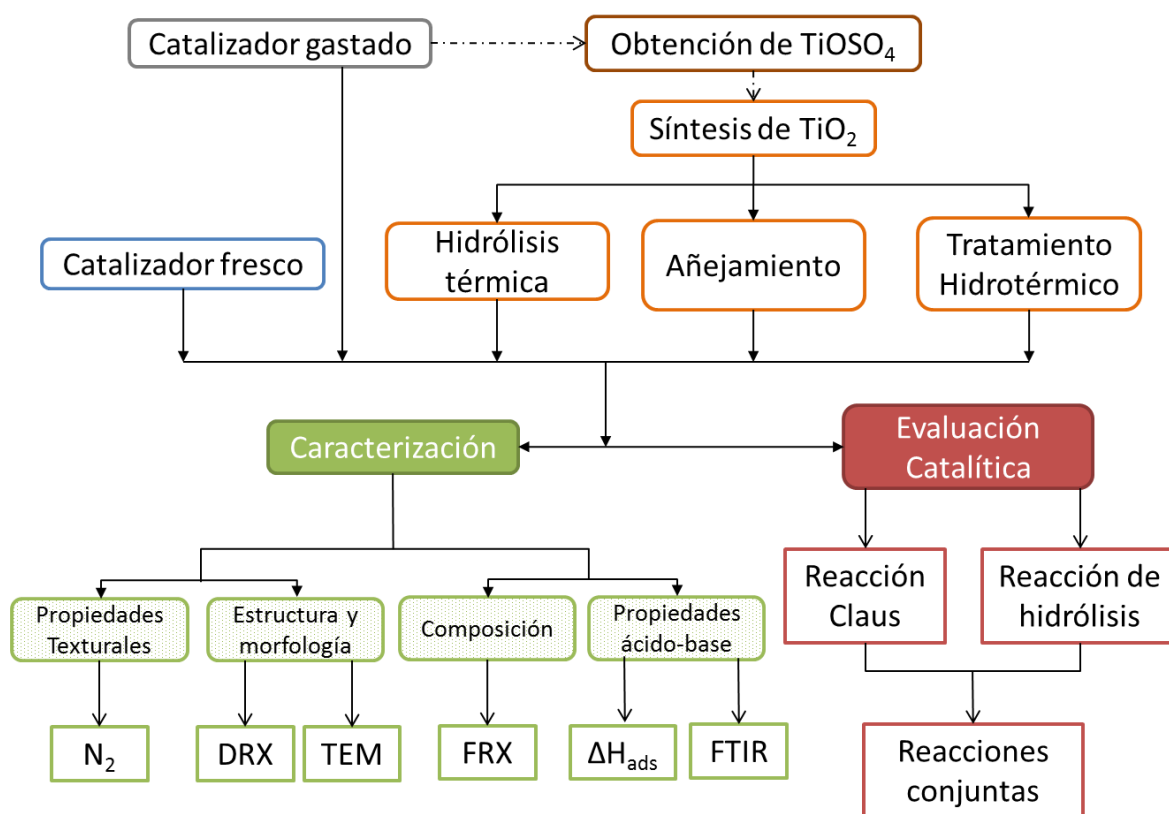 Catalizador gastado
Obtención de TiOSO₄
Síntesis de TiO₂
Catalizador fresco
Hidrólisis
térmica
Añejamiento
Tratamiento
Hidrotérmico
Caracterización
Evaluación
Catalítica
Propiedades
Texturales
Estructura y
morfología
Composición
Propiedades
ácido-base
Reacción
Claus
Reacción de
hidrólisis
N₂
DRX
TEM
FRX
ΔHₐdₛ
FTIR
Reacciones
conjuntas